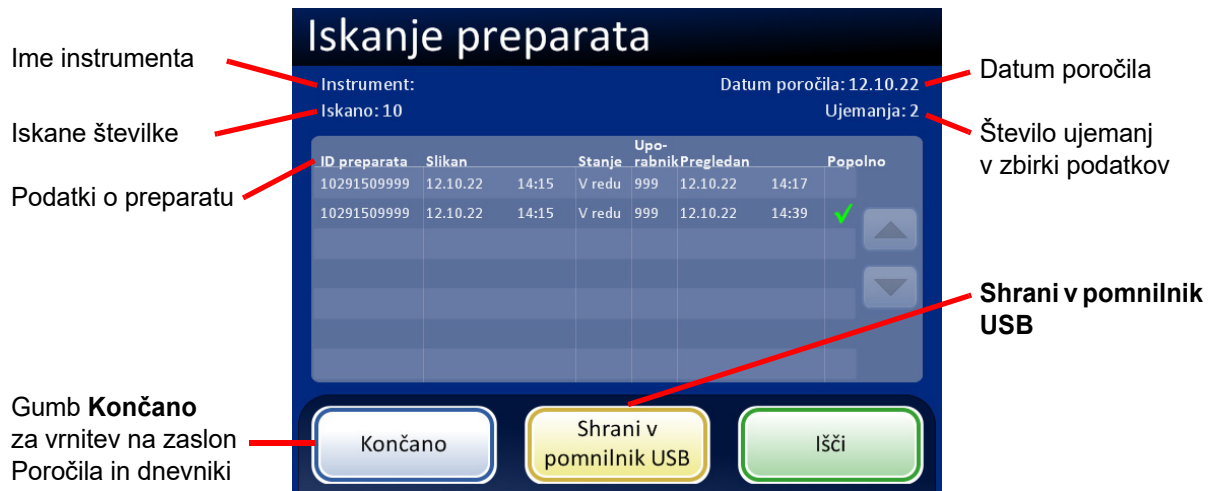 Iskanje preparata
Ime instrumenta
Iskane številke
Podatki o preparatu
Instrument:
Datum poročila: 12.10.22
Iskano: 10
Ujemanja: 2
Datum poročila
Število ujemanj
v zbirki podatkov
ID preparata Slikan Stanje Upo-
rabnik Pregledan Popolno
10291509999 12.10.22 14:15 V redu 999 12.10.22 14:17
10291509999 12.10.22 14:15 V redu 999 12.10.22 14:39 ✓
Shrani v pomnilnik
USB
Gumb Končano
za vrnitev na zaslon
Poročila in dnevniki
Končano
Shrani v
pomnilnik USB
Išči